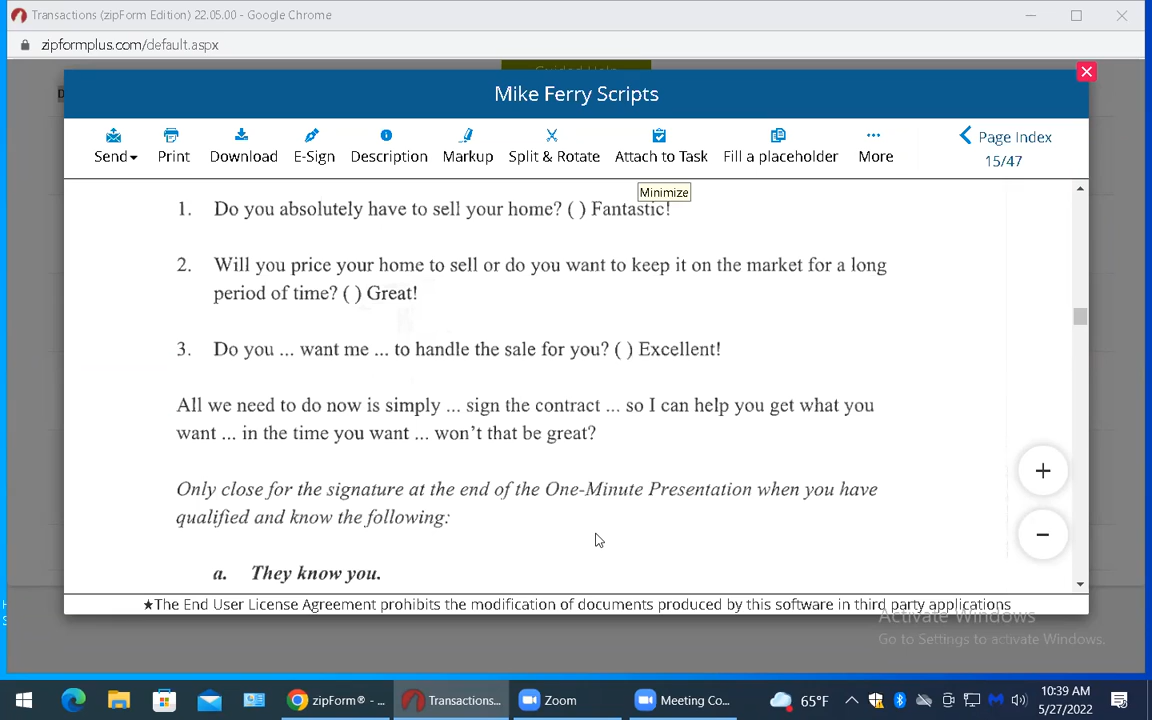 Transactions (zipForm Edition) 22.05.00 - Google Chrome
zipformplus.com/default.aspx
Mike Ferry Scripts
Send Print Download E-Sign Description Markup Split & Rotate Attach to Task Fill a placeholder More
Page Index
15/47
Minimize
1. Do you absolutely have to sell your home? ( ) Fantastic!
2. Will you price your home to sell or do you want to keep it on the market for a long
period of time? ( ) Great!
3. Do you ... want me ... to handle the sale for you? ( ) Excellent!
All we need to do now is simply ... sign the contract ... so I can help you get what you
want ... in the time you want ... won't that be great?
Only close for the signature at the end of the One-Minute Presentation when you have
qualified and know the following:
a. They know you.
★The End User License Agreement prohibits the modification of documents produced by this software in third party applications
Activate Windows
Go to Settings to activate Windows.
zipForm® - ...
Transactions...
Zoom
Meeting Co...
65°F
10:39 AM
5/27/2022